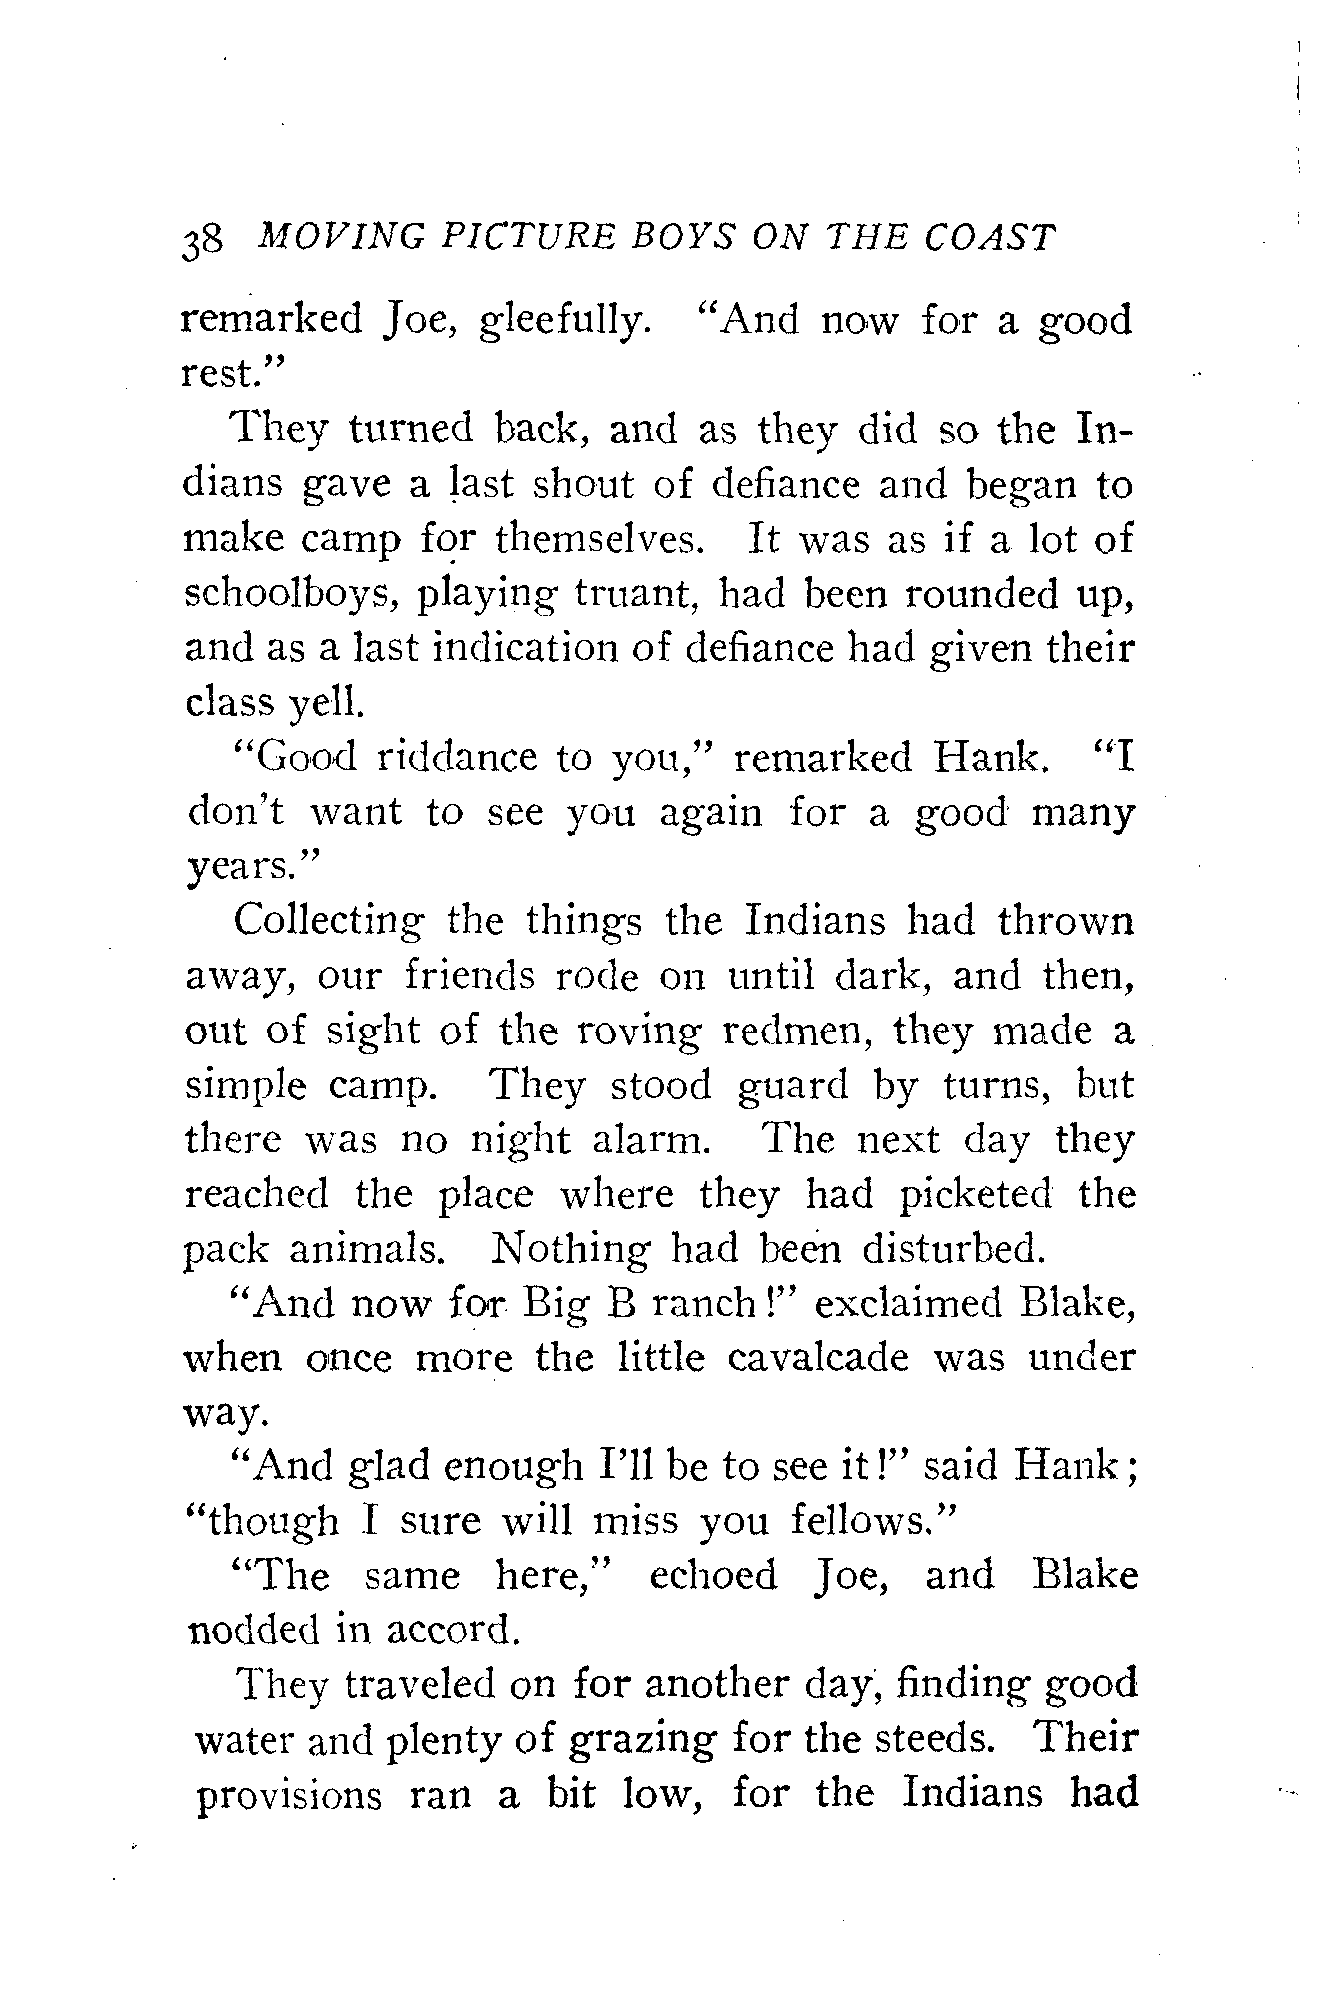 38 MOVING PICTURE BOYS ON THE COAST
remarked Joe, gleefully. “And now for a good
rest.”
They turned back, and as they did so the In-
dians gave a last shout of defiance and began to
make camp for themselves. It was as if a lot of
schoolboys, playing truant, had been rounded up,
and as a last indication of defiance had given their
class yell.
“Good riddance to you,” remarked Hank. “I
don’t want to see you again for a good many
years.”
Collecting the things the Indians had thrown
away, our friends rode on until dark, and then,
out of sight of the roving redmen, they made a
simple camp. They stood guard by turns, but
there was no night alarm. The next day they
reached the place where they had picketed the
pack animals. Nothing had been disturbed.
“And now for Big B ranch!” exclaimed Blake,
when once more the little cavalcade was under
way.
“And glad enough I’ll be to see it!” said Hank;
“though I sure will miss you fellows.”
“The same here,” echoed Joe, and Blake
nodded in accord.
They traveled on for another day, finding good
water and plenty of grazing for the steeds. Their
provisions ran a bit low, for the Indians had